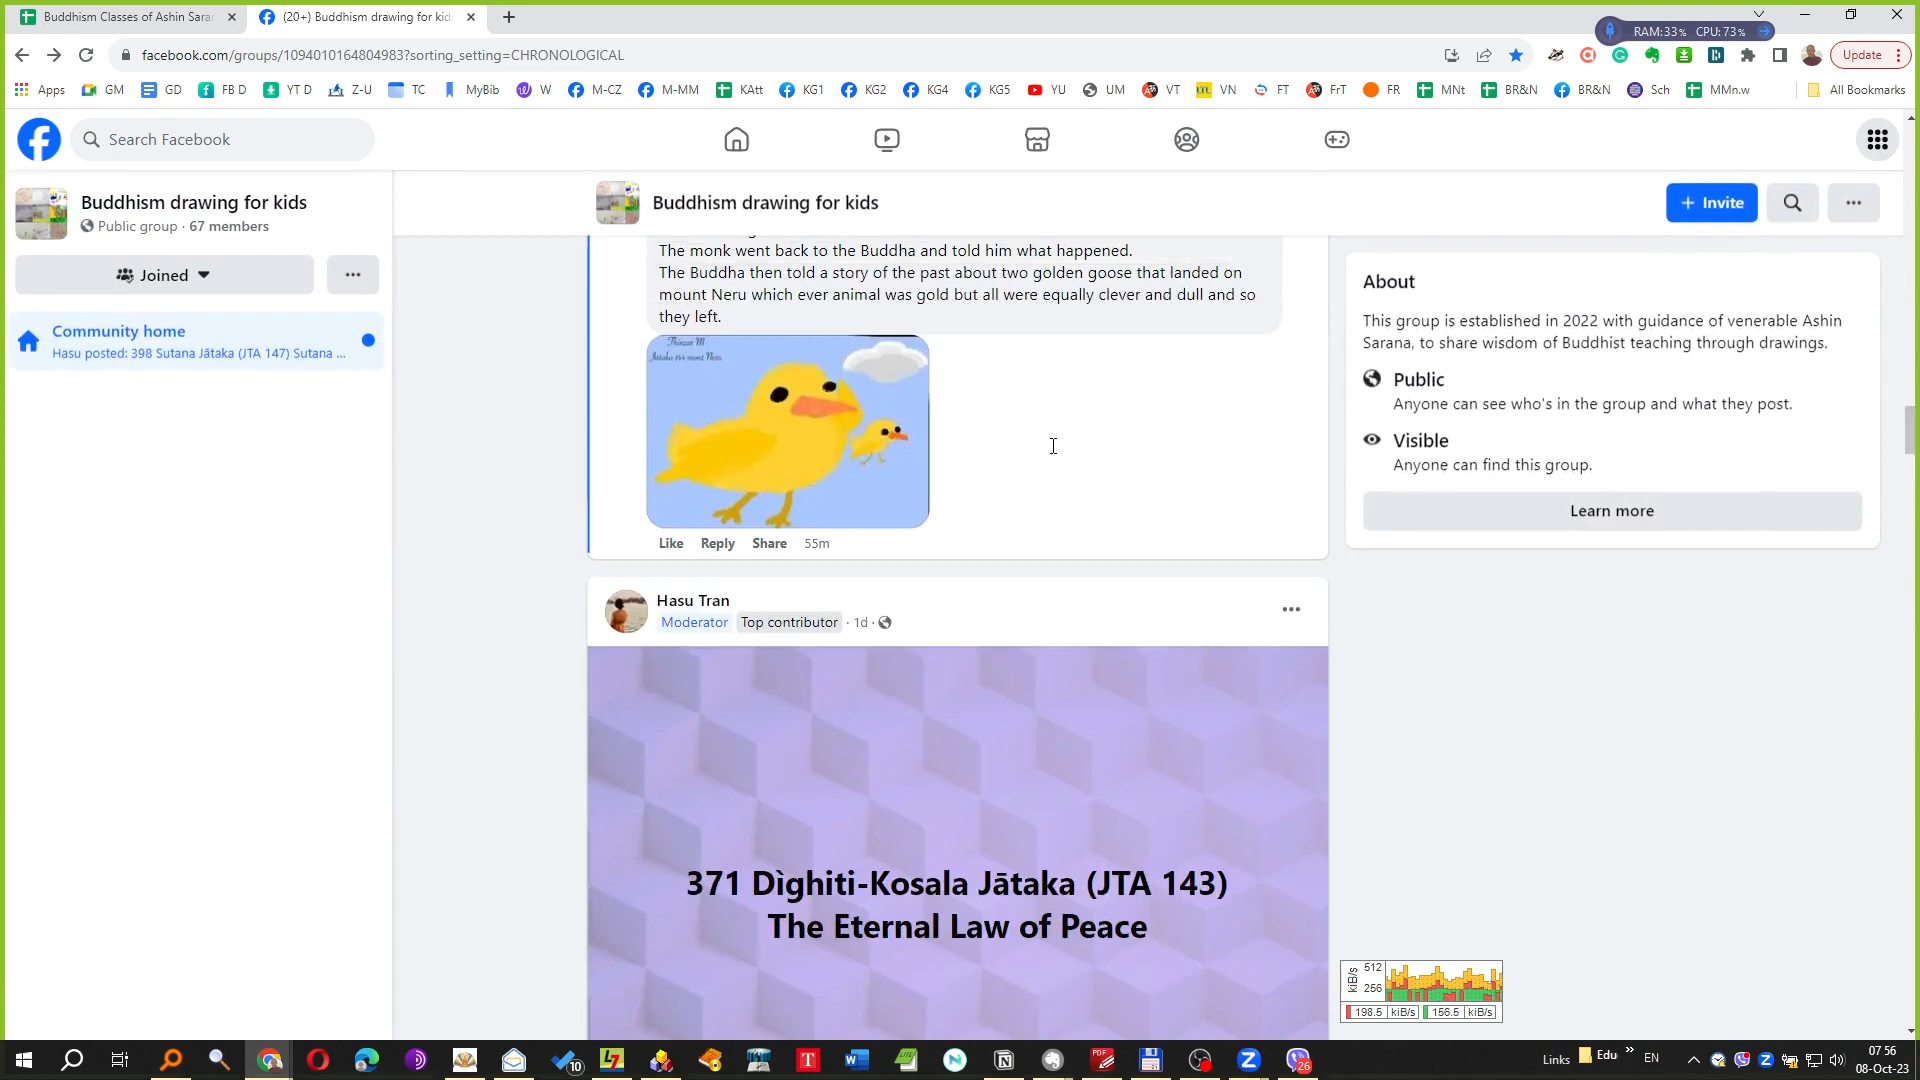 Buddhism Classes of Ashin Sarar
(20+) Buddhism drawing for kids
RAM:33% CPU:73%
facebook.com/groups/1094010164804983?sorting_setting=CHRONOLOGICAL
Update
Apps GM GD FB D YT D Z-U TC MyBib W M-CZ M-MM KAtt KG1 KG2 KG4 KG5 YU UM VT VN FT FrT FR MNt BR&N BR&N Sch MMn.w All Bookmarks
Search Facebook
Buddhism drawing for kids
Public group · 67 members
Joined
Community home
Hasu posted: 398 Sutana Jātaka (JTA 147) Sutana ...
Buddhism drawing for kids
+ Invite
The monk went back to the Buddha and told him what happened.
The Buddha then told a story of the past about two golden goose that landed on
mount Neru which ever animal was gold but all were equally clever and dull and so
they left.
Thinzar M
Jataka 144 mont Neru
Like Reply Share 55m
Hasu Tran
Moderator Top contributor · 1d ·
371 Dìghiti-Kosala Jātaka (JTA 143)
The Eternal Law of Peace
About
This group is established in 2022 with guidance of venerable Ashin
Sarana, to share wisdom of Buddhist teaching through drawings.
Public
Anyone can see who's in the group and what they post.
Visible
Anyone can find this group.
Learn more
kiB/s 512
256
198.5 kiB/s 156.5 kiB/s
10
26
Links Edu EN
07 56
08-Oct-23